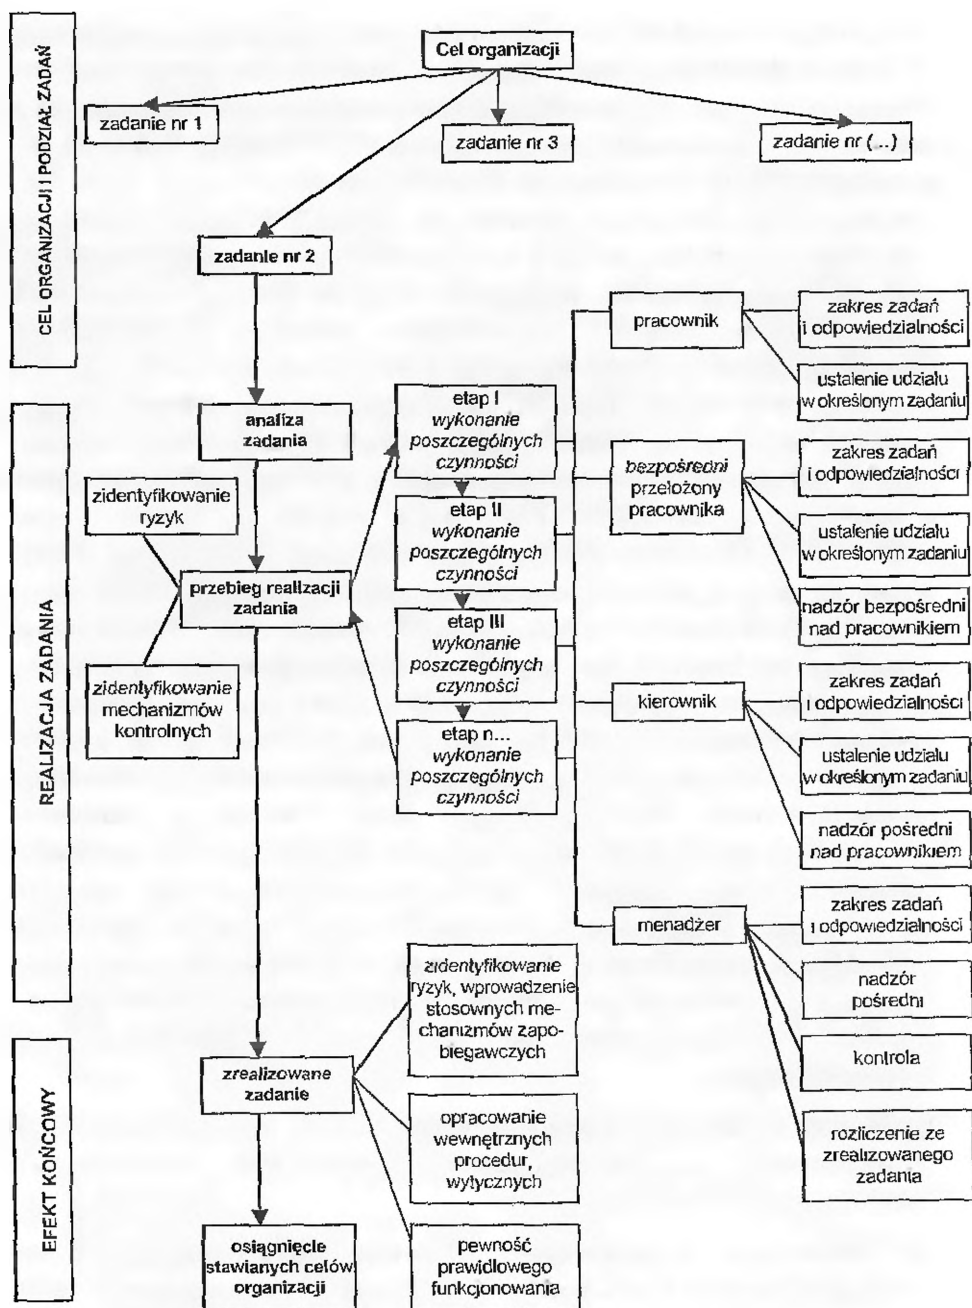 CEL ORGANIZACJI I PODZIAŁ ZADAŃ
Cel organizacji
zadanie nr 1
zadanie nr 3
zadanie nr (...)
zadanie nr 2
REALIZACJA ZADANIA
analiza
zadania
zidentyfikowanie
ryzyk
przebieg realizacji
zadania
zidentyfikowanie
mechanizmów
kontrolnych
etap I
wykonanie
poszczególnych
czynności
etap II
wykonanie
poszczególnych
czynności
etap III
wykonanie
poszczególnych
czynności
etap n...
wykonanie
poszczególnych
czynności
pracownik
zakres zadań
i odpowiedzialności
ustalenie udziału
w określonym zadaniu
bezpośredni
przełożony
pracownika
zakres zadań
i odpowiedzialności
ustalenie udziału
w określonym zadaniu
nadzór bezpośredni
nad pracownikiem
kierownik
zakres zadań
i odpowiedzialności
ustalenie udziału
w określonym zadaniu
nadzór pośredni
nad pracownikiem
menadżer
zakres zadań
i odpowiedzialności
nadzór
pośredni
kontrola
rozliczenie ze
zrealizowanego
zadania
EFEKT KOŃCOWY
zrealizowane
zadanie
zidentyfikowanie
ryzyk, wprowadzenie
stosownych me-
chanizmów zapo-
biegawczych
opracowanie
wewnętrznych
procedur,
wytycznych
pewność
prawidłowego
funkcjonowania
osiągnięcie
stawianych celów
organizacji